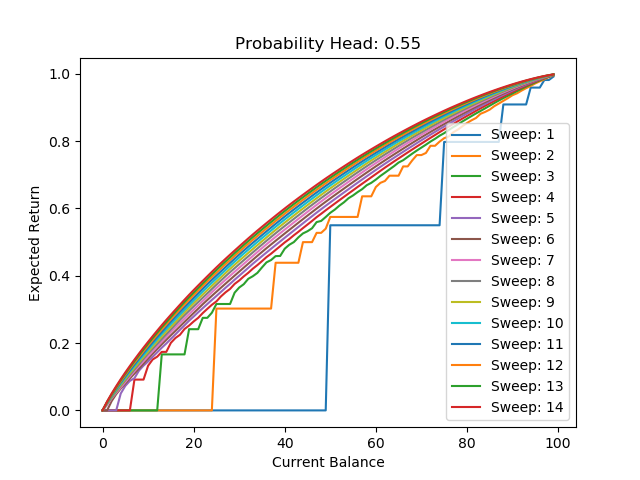 Probability Head: 0.55
1.0
0.8
0.6
0.4
0.2
0.0
Expected Return
Sweep: 1
Sweep: 2
Sweep: 3
Sweep: 4
Sweep: 5
Sweep: 6
Sweep: 7
Sweep: 8
Sweep: 9
Sweep: 10
Sweep: 11
Sweep: 12
Sweep: 13
Sweep: 14
0 20 40 60 80 100
Current Balance